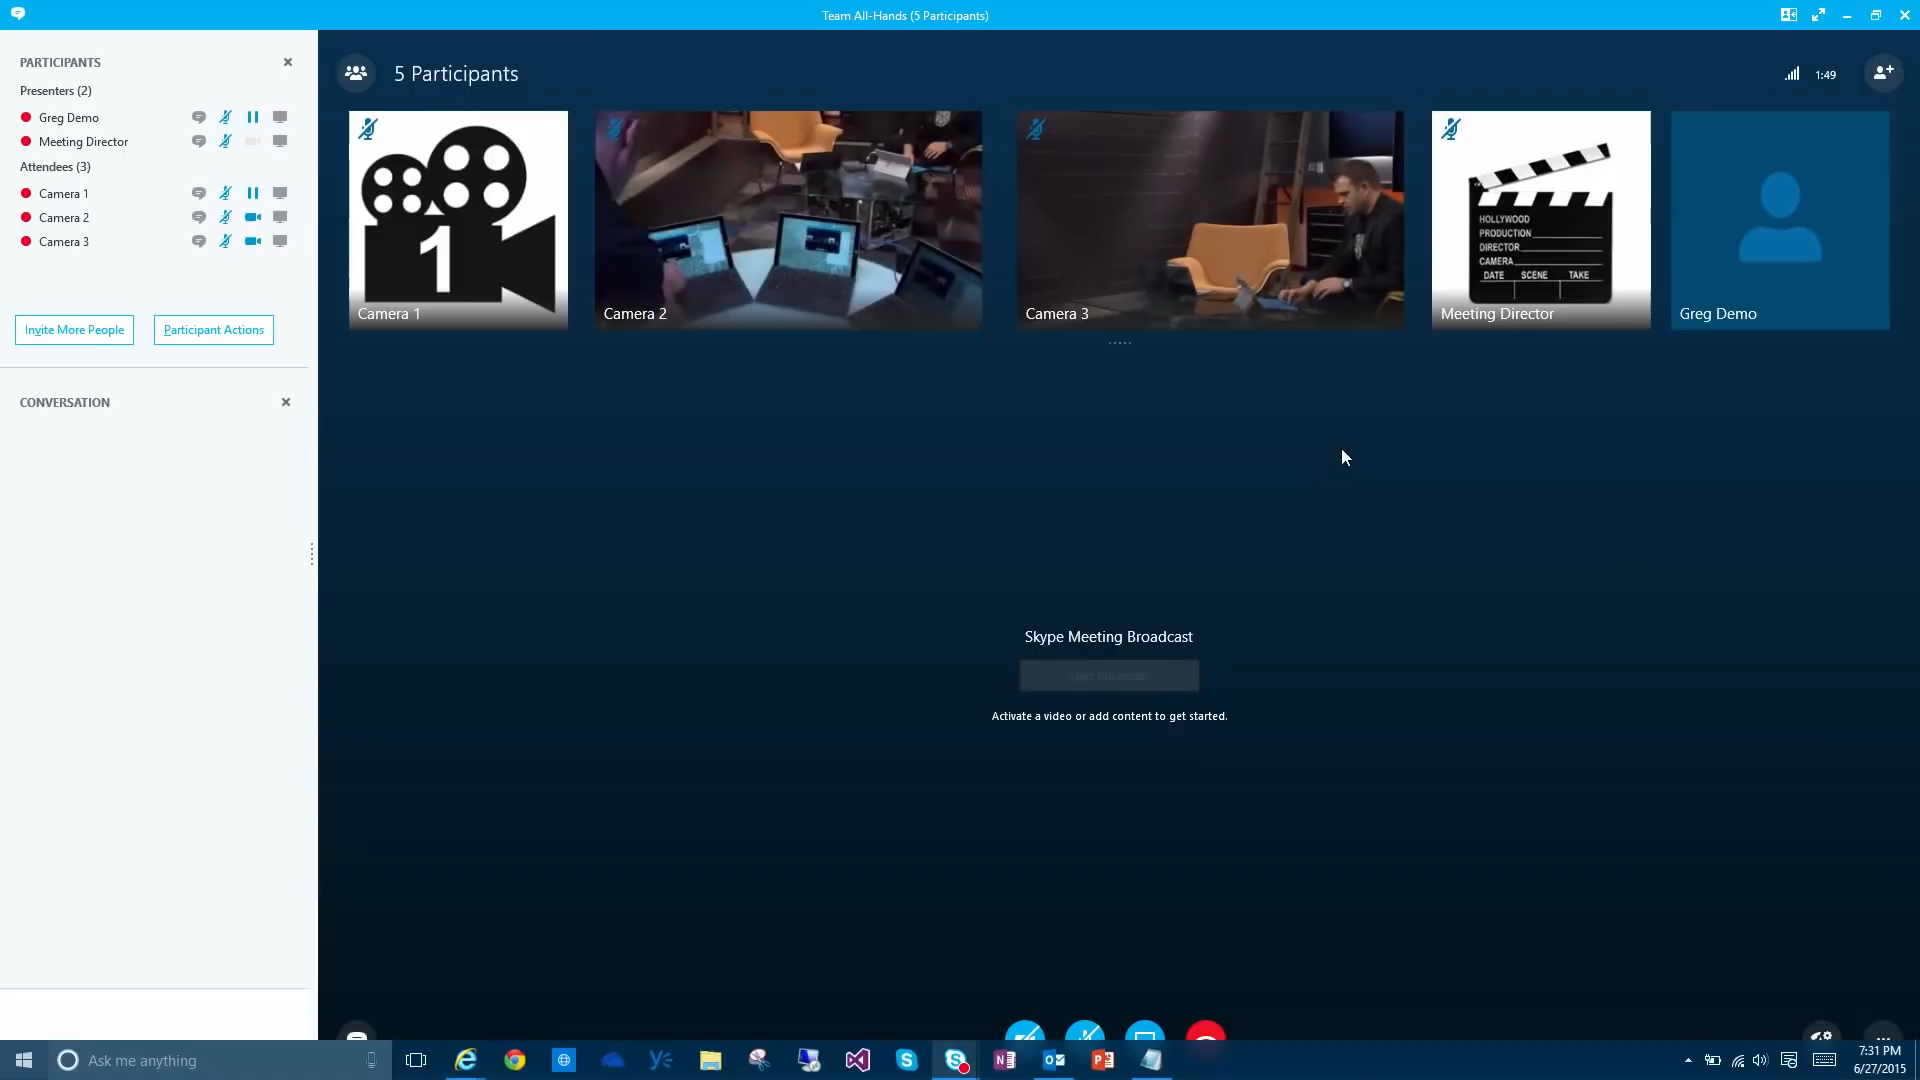 Team All-Hands (5 Participants)
PARTICIPANTS
Presenters (2)
Greg Demo
Meeting Director
Attendees (3)
Camera 1
Camera 2
Camera 3
Invite More People
Participant Actions
CONVERSATION
5 Participants
1:49
1
Camera 1
Camera 2
Camera 3
HOLLYWOOD
PRODUCTION
DIRECTOR
CAMERA
DATE SCENE TAKE
Meeting Director
Greg Demo
Skype Meeting Broadcast
Activate a video or add content to get started.
Ask me anything
7:31 PM
6/27/2015